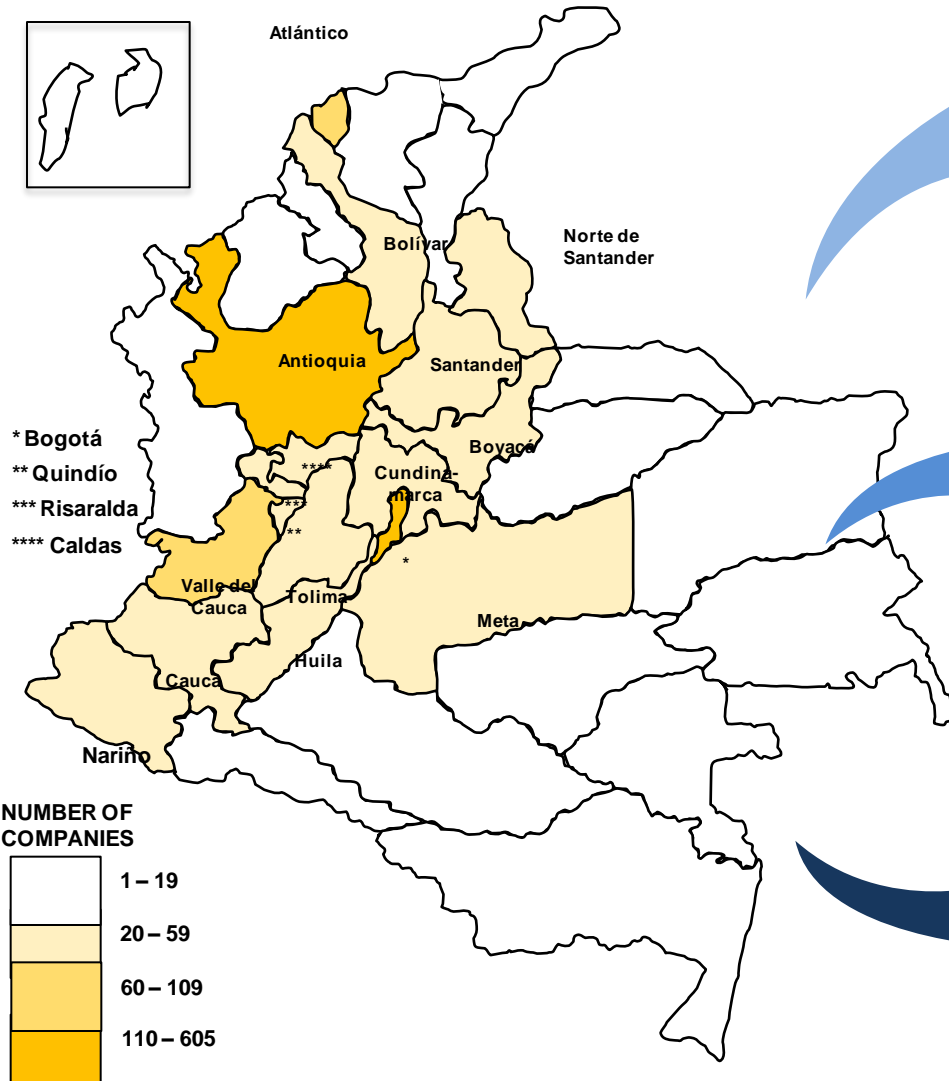 Atlántico
Bolívar
Norte de
Santander
Antioquia
Santander
* Bogotá
** Quindío
*** Risaralda
**** Caldas
Boyacá
****
Cundina-
marca
***
**
*
Valle del
Cauca
Tolima
Meta
Huila
Cauca
Nariño
NUMBER OF
COMPANIES
1 – 19
20 – 59
60 – 109
110 – 605